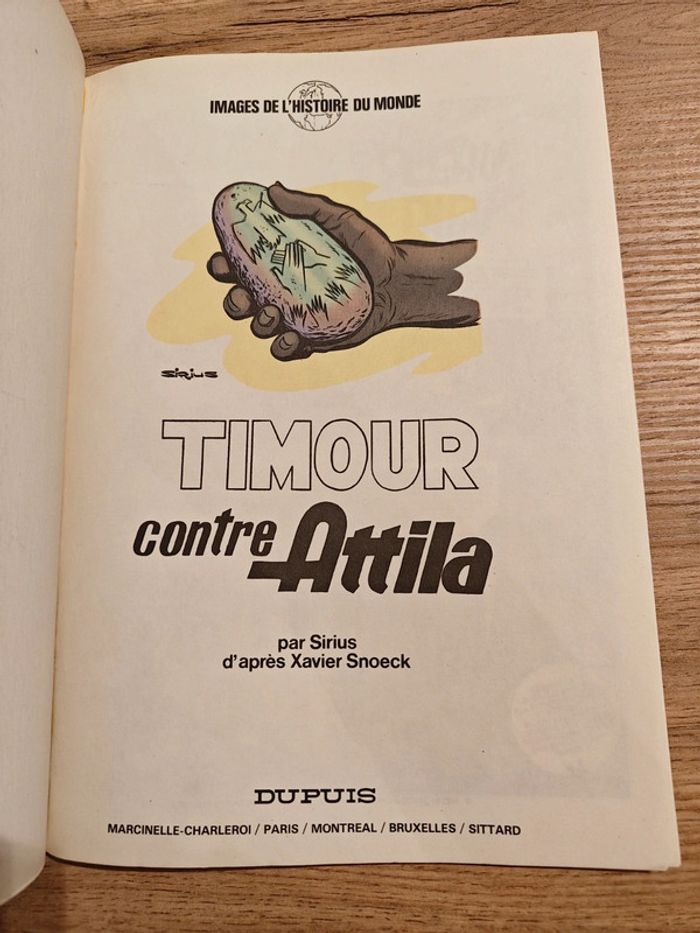 IMAGES DE L'HISTOIRE DU MONDE
SIRIUS
TIMOUR
contre Attila
par Sirius
d'après Xavier Snoeck
DUPUIS
MARCINELLE-CHARLEROI / PARIS / MONTREAL / BRUXELLES / SITTARD